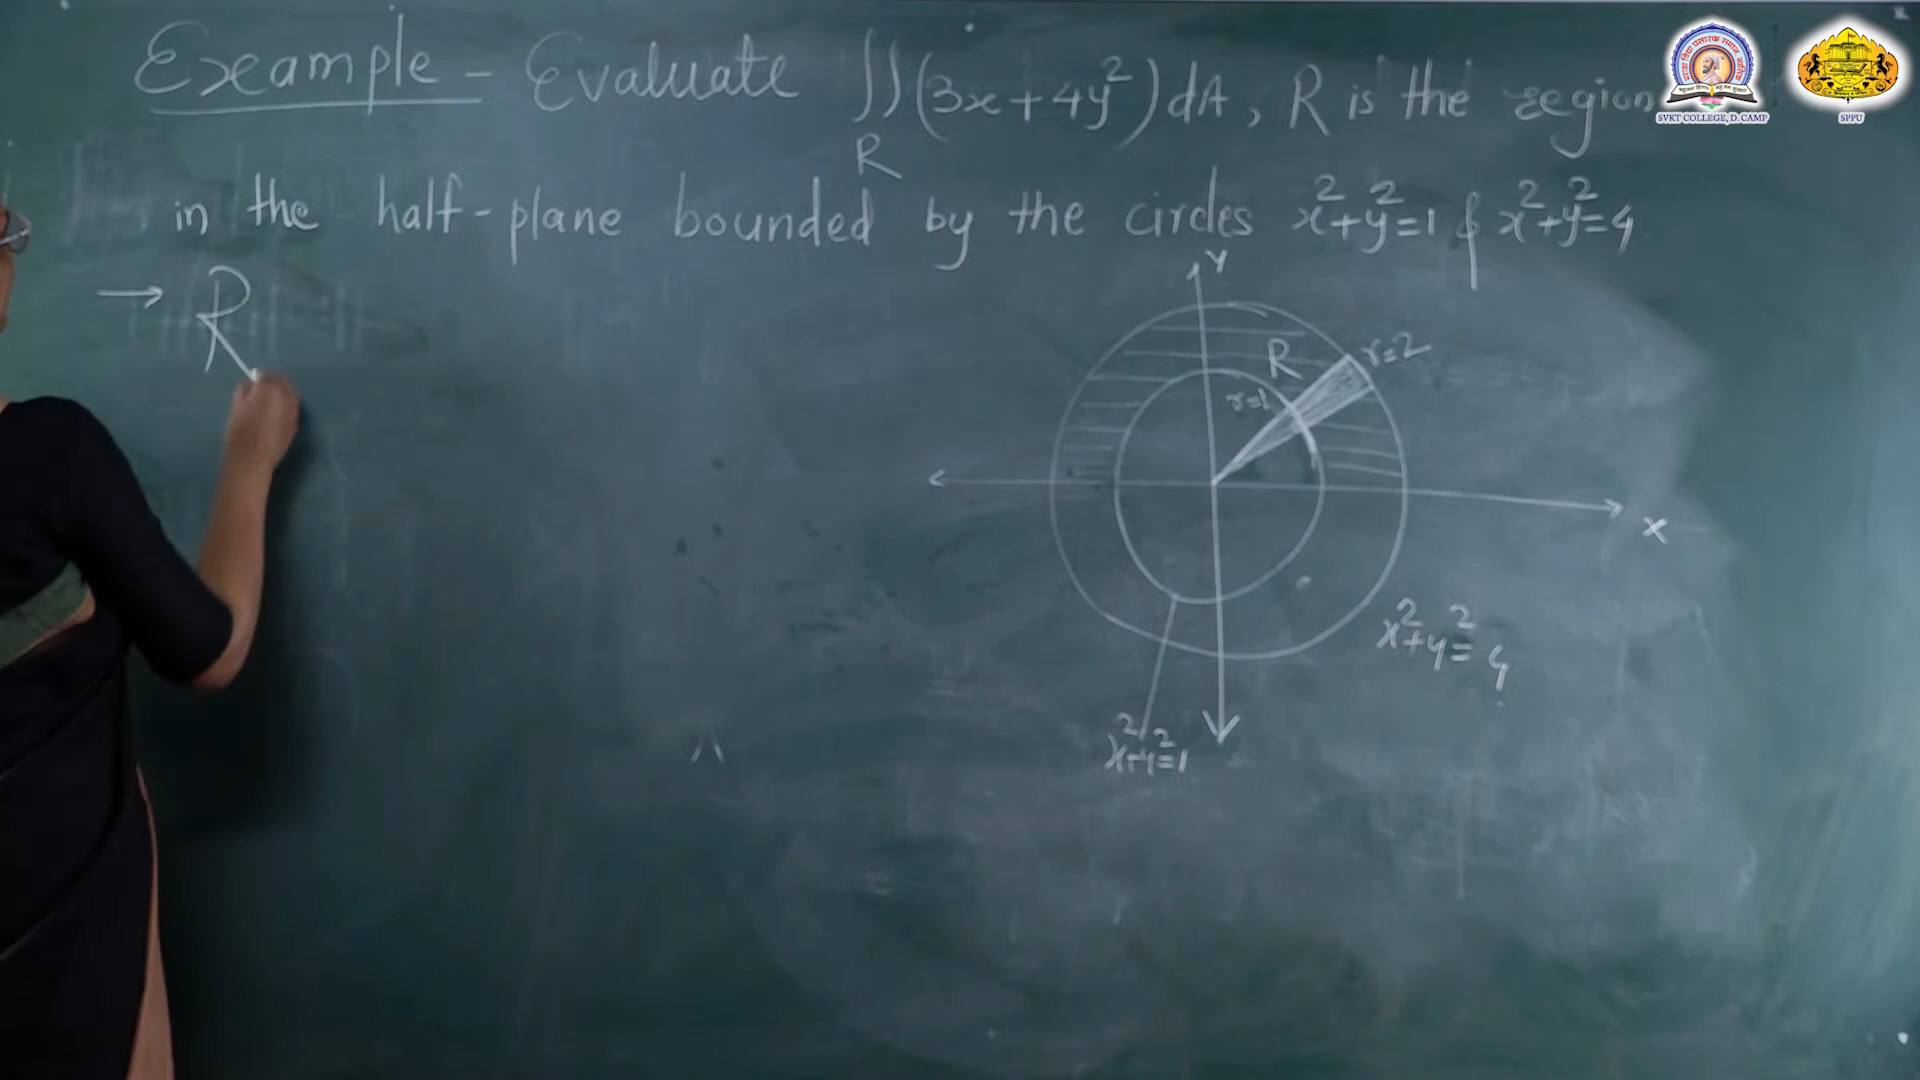 Example - Evaluate ∬(3x+4y²)dA, R is the region
R
in the half-plane bounded by the circles x²+y²=1 & x²+y²=4
→ R
Y
R
r=2
r=1
X
x²+y²=4
x²+y²=1
SVKT COLLEGE, D. CAMP
SPPU